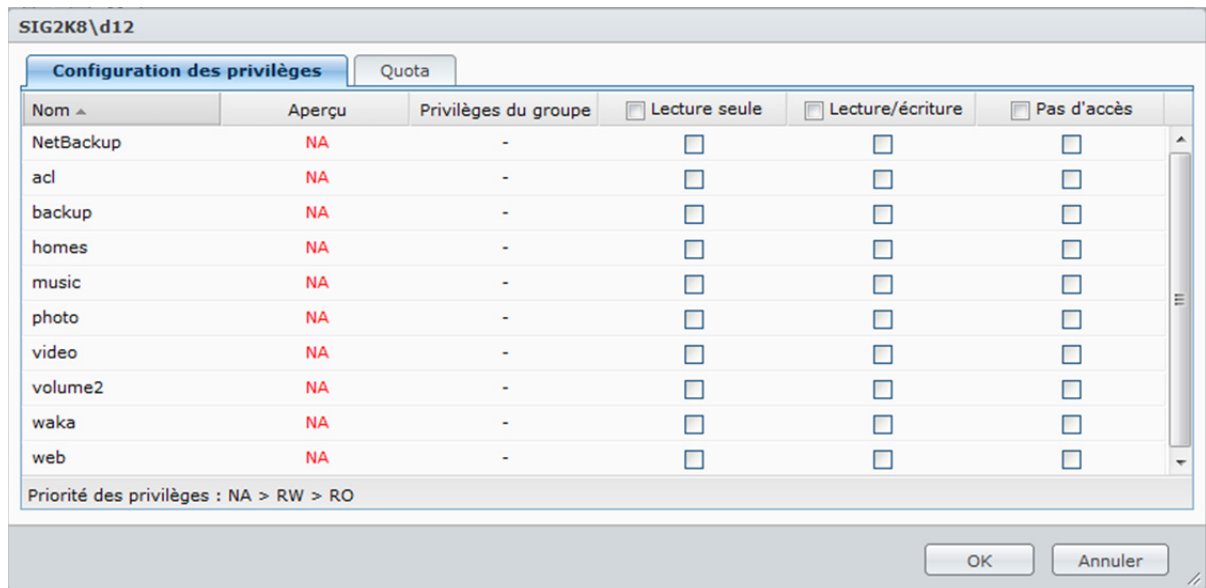 SIG2K8\d12
Configuration des privilèges Quota
Nom Aperçu Privilèges du groupe Lecture seule Lecture/écriture Pas d'accès
NetBackup NA -
acl NA -
backup NA -
homes NA -
music NA -
photo NA -
video NA -
volume2 NA -
waka NA -
web NA -
Priorité des privilèges : NA > RW > RO
OK Annuler